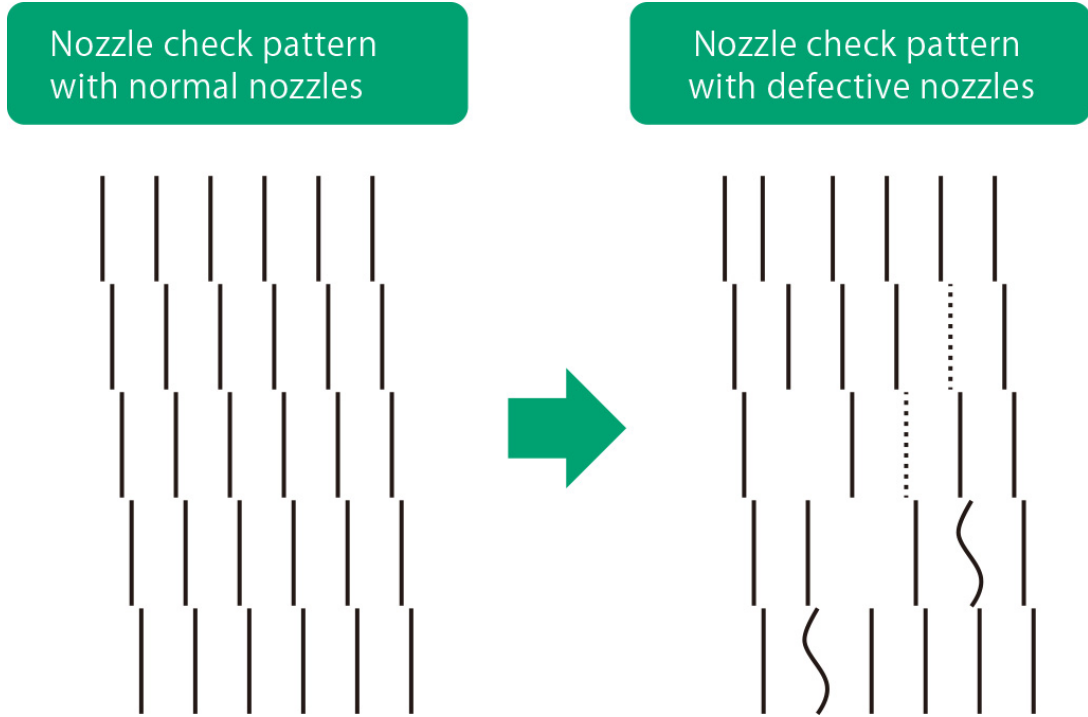 Nozzle check pattern
with normal nozzles
Nozzle check pattern
with defective nozzles